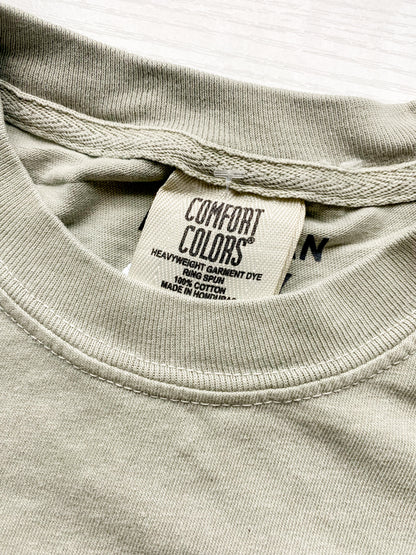 COMFORT
COLORS®
HEAVYWEIGHT GARMENT DYE
RING SPUN
100% COTTON
MADE IN HONDURAS